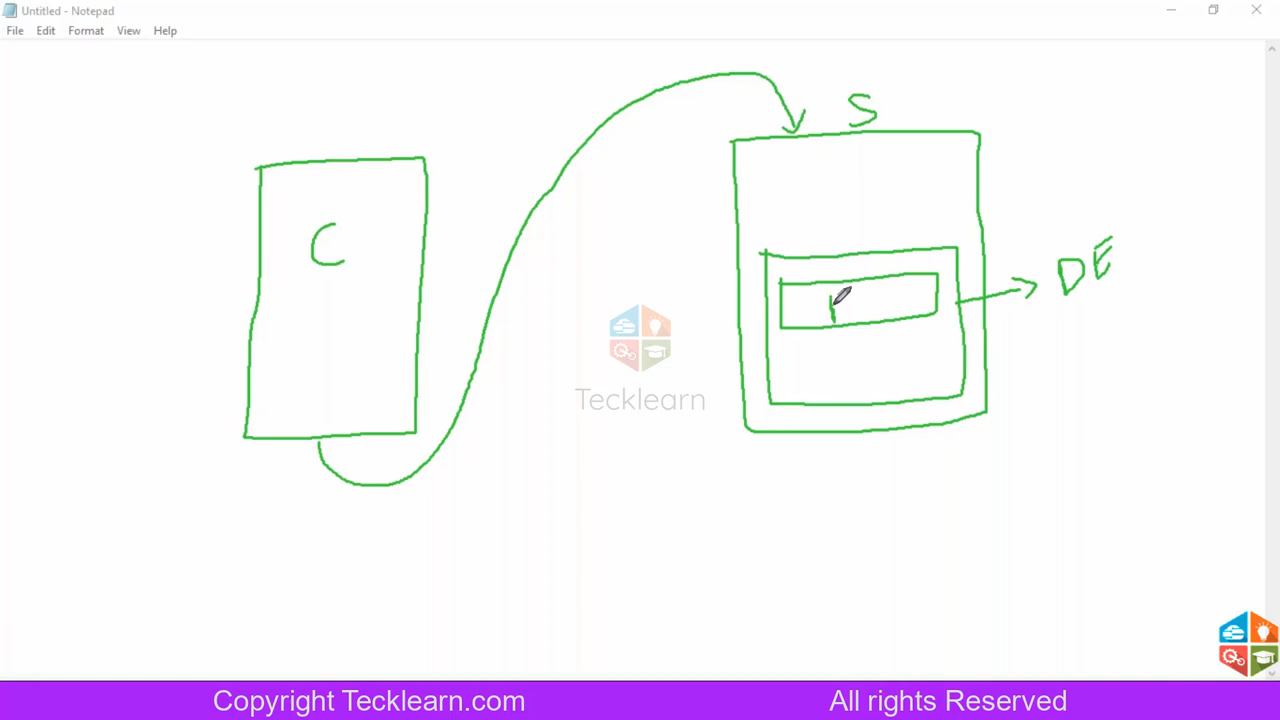 Untitled - Notepad
File Edit Format View Help
S
C
DE
Tecklearn
Copyright Tecklearn.com All rights Reserved